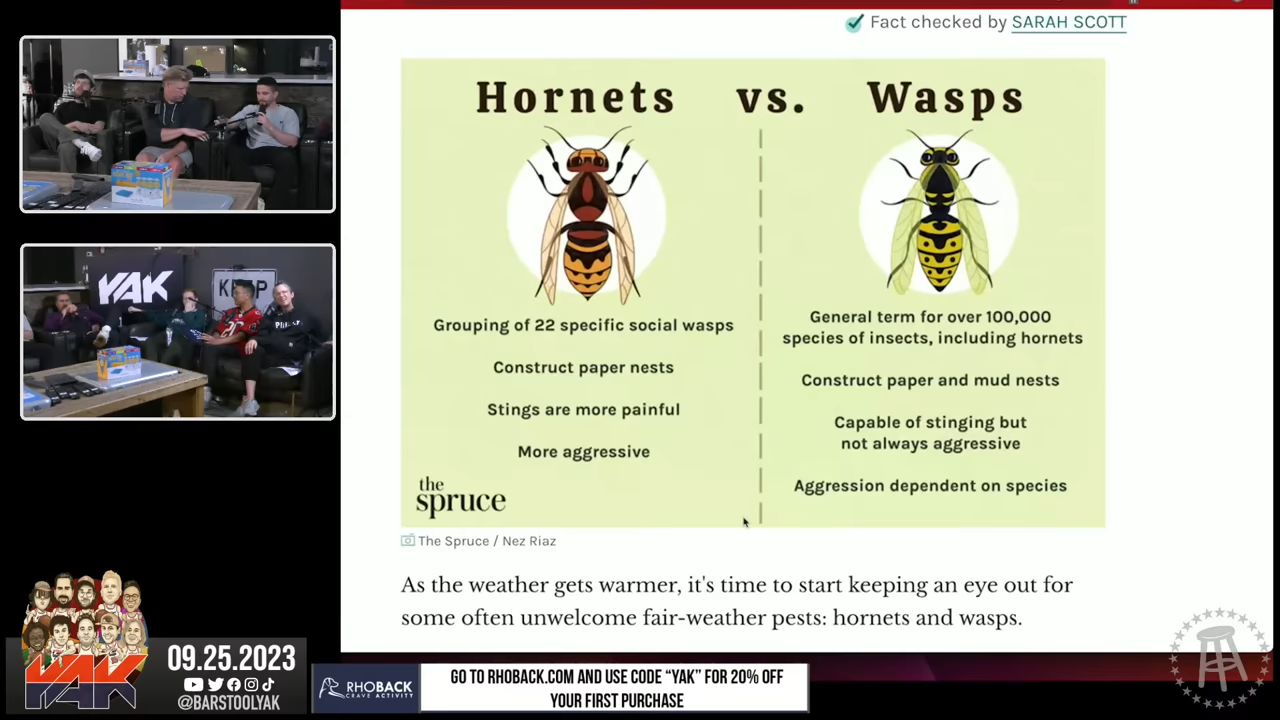 Fact checked by SARAH SCOTT
Hornets vs. Wasps
Grouping of 22 specific social wasps
Construct paper nests
Stings are more painful
More aggressive
General term for over 100,000
species of insects, including hornets
Construct paper and mud nests
Capable of stinging but
not always aggressive
Aggression dependent on species
the
spruce
The Spruce / Nez Riaz
As the weather gets warmer, it's time to start keeping an eye out for
some often unwelcome fair-weather pests: hornets and wasps.
YAK
YAK
09.25.2023
@BARSTOOLYAK
RHOBACK
CRAVE ACTIVITY
GO TO RHOBACK.COM AND USE CODE “YAK” FOR 20% OFF
YOUR FIRST PURCHASE